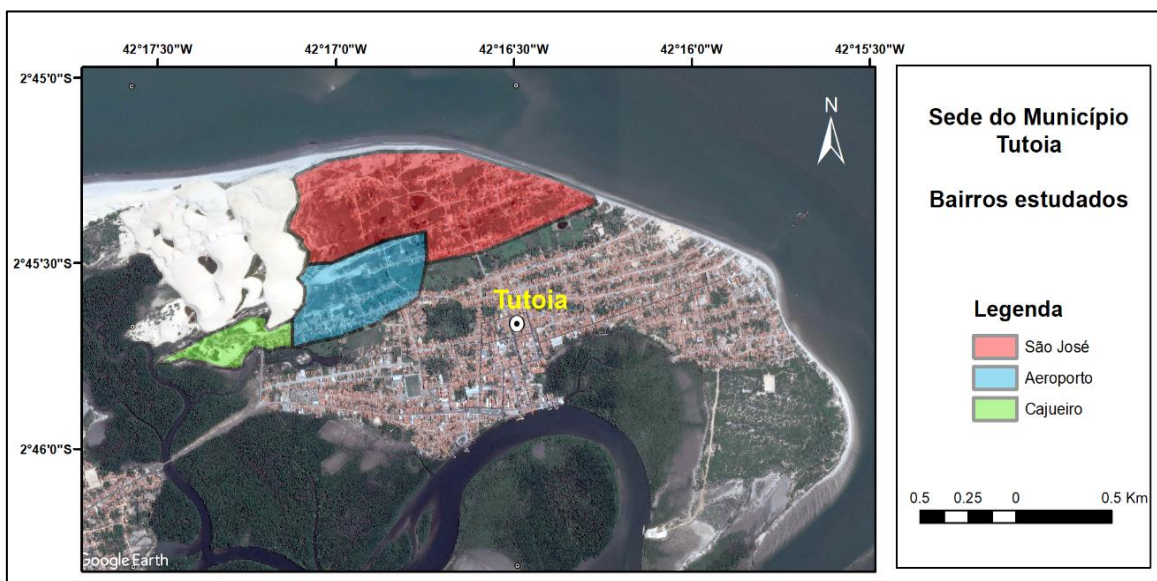 42°17'30"W 42°17'0"W 42°16'30"W 42°16'0"W 42°15'30"W
2°45'0"S
2°45'30"S
2°46'0"S
N
Tutoia
Google Earth
Sede do Município
Tutoia
Bairros estudados
Legenda
São José
Aeroporto
Cajueiro
0.5 0.25 0 0.5 Km